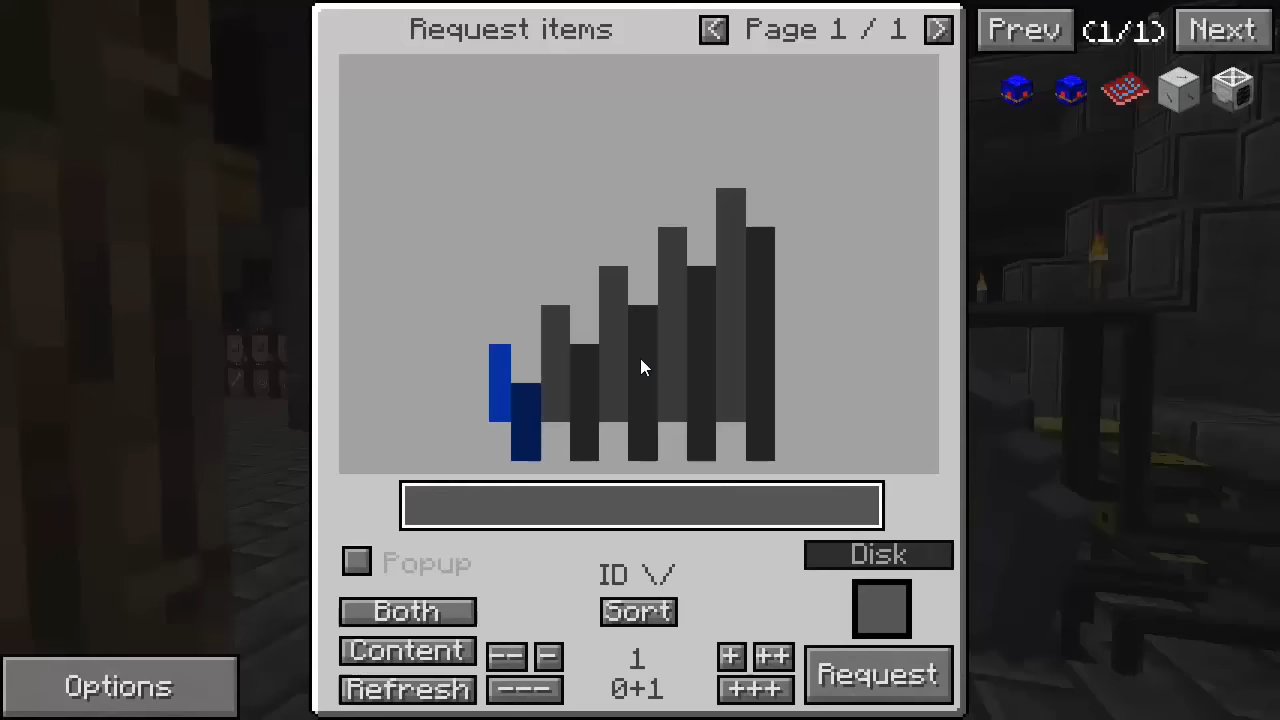 Request items
< Page 1 / 1 >
Prev (1/1) Next
Popup
ID \/
Disk
Both
Sort
Content
-- - 1 + ++
Refresh
--- 0+1 +++
Request
Options